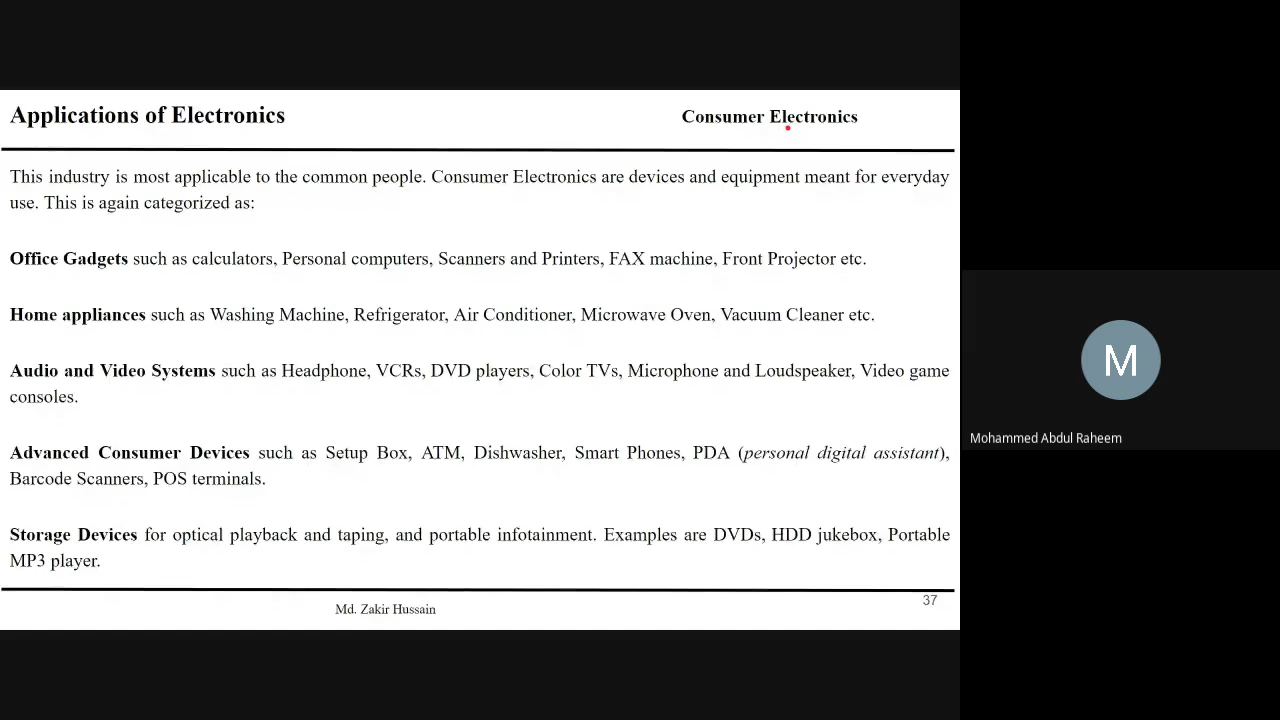 Applications of Electronics
Consumer Electronics
This industry is most applicable to the common people. Consumer Electronics are devices and equipment meant for everyday
use. This is again categorized as:
Office Gadgets such as calculators, Personal computers, Scanners and Printers, FAX machine, Front Projector etc.
Home appliances such as Washing Machine, Refrigerator, Air Conditioner, Microwave Oven, Vacuum Cleaner etc.
Audio and Video Systems such as Headphone, VCRs, DVD players, Color TVs, Microphone and Loudspeaker, Video game
consoles.
Advanced Consumer Devices such as Setup Box, ATM, Dishwasher, Smart Phones, PDA (personal digital assistant),
Barcode Scanners, POS terminals.
Storage Devices for optical playback and taping, and portable infotainment. Examples are DVDs, HDD jukebox, Portable
MP3 player.
Md. Zakir Hussain
37
M
Mohammed Abdul Raheem